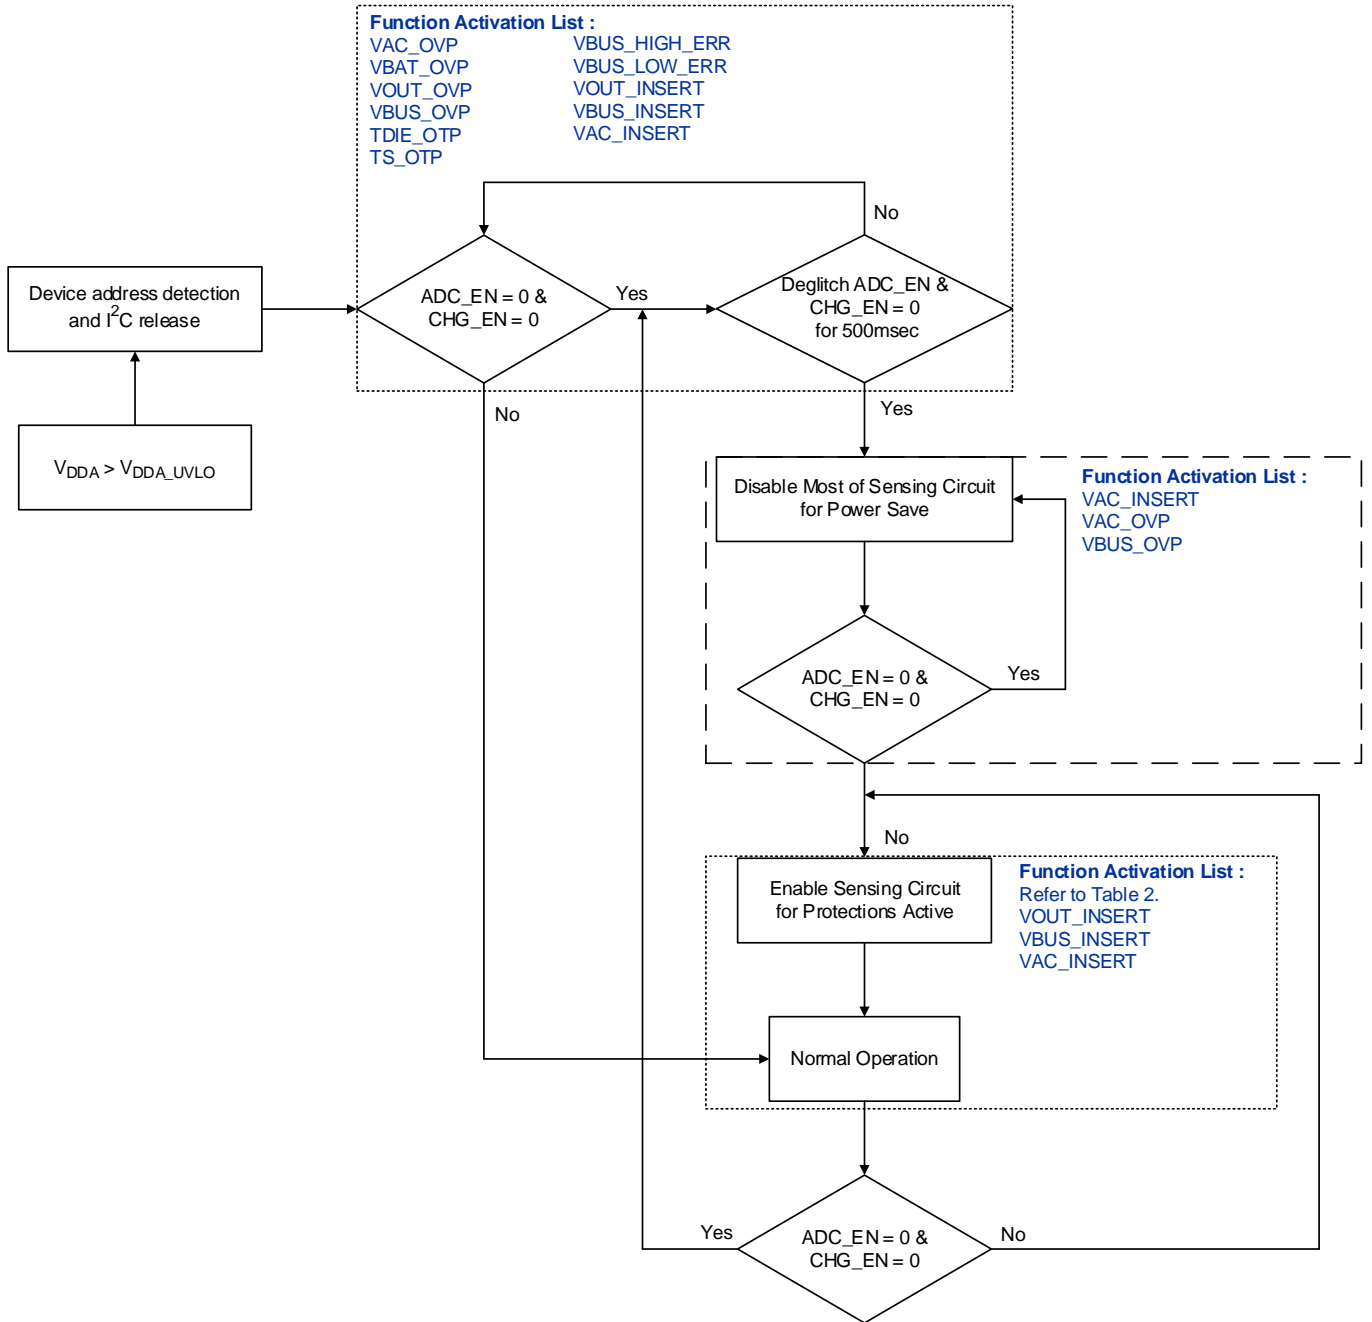 Function Activation List :
VAC_OVP
VBAT_OVP
VOUT_OVP
VBUS_OVP
TDIE_OTP
TS_OTP
VBUS_HIGH_ERR
VBUS_LOW_ERR
VOUT_INSERT
VBUS_INSERT
VAC_INSERT
No
Device address detection
and I2C release
ADC_EN = 0 &
CHG_EN = 0
Yes
Deglitch ADC_EN &
CHG_EN = 0
for 500msec
No
Yes
VDDA > VDDA_UVLO
Disable Most of Sensing Circuit
for Power Save
Function Activation List :
VAC_INSERT
VAC_OVP
VBUS_OVP
ADC_EN = 0 &
CHG_EN = 0
Yes
No
Enable Sensing Circuit
for Protections Active
Function Activation List :
Refer to Table 2.
VOUT_INSERT
VBUS_INSERT
VAC_INSERT
Normal Operation
Yes
ADC_EN = 0 &
CHG_EN = 0
No